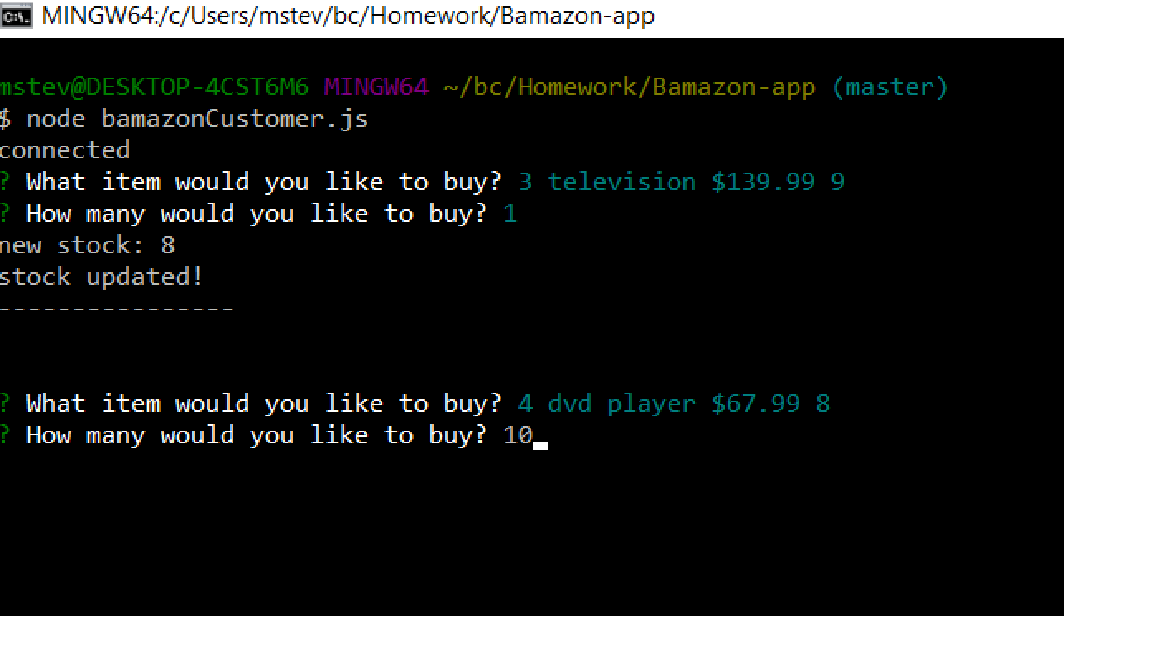 MINGW64:/c/Users/mstev/bc/Homework/Bamazon-app
mstev@DESKTOP-4CST6M6 MINGW64 ~/bc/Homework/Bamazon-app (master)
$ node bamazonCustomer.js
connected
? What item would you like to buy? 3 television $139.99 9
? How many would you like to buy? 1
new stock: 8
stock updated!
----------------
? What item would you like to buy? 4 dvd player $67.99 8
? How many would you like to buy? 10